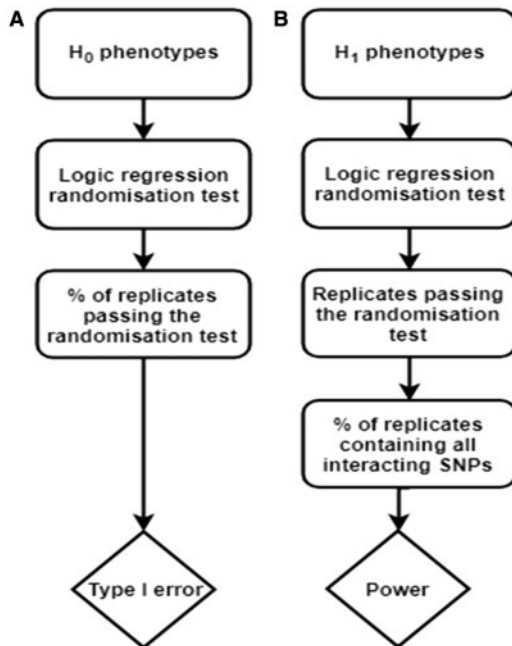 A
H₀ phenotypes
Logic regression
randomisation test
% of replicates
passing the
randomisation test
Type I error
B
H₁ phenotypes
Logic regression
randomisation test
Replicates passing
the randomisation
test
% of replicates
containing all
interacting SNPs
Power